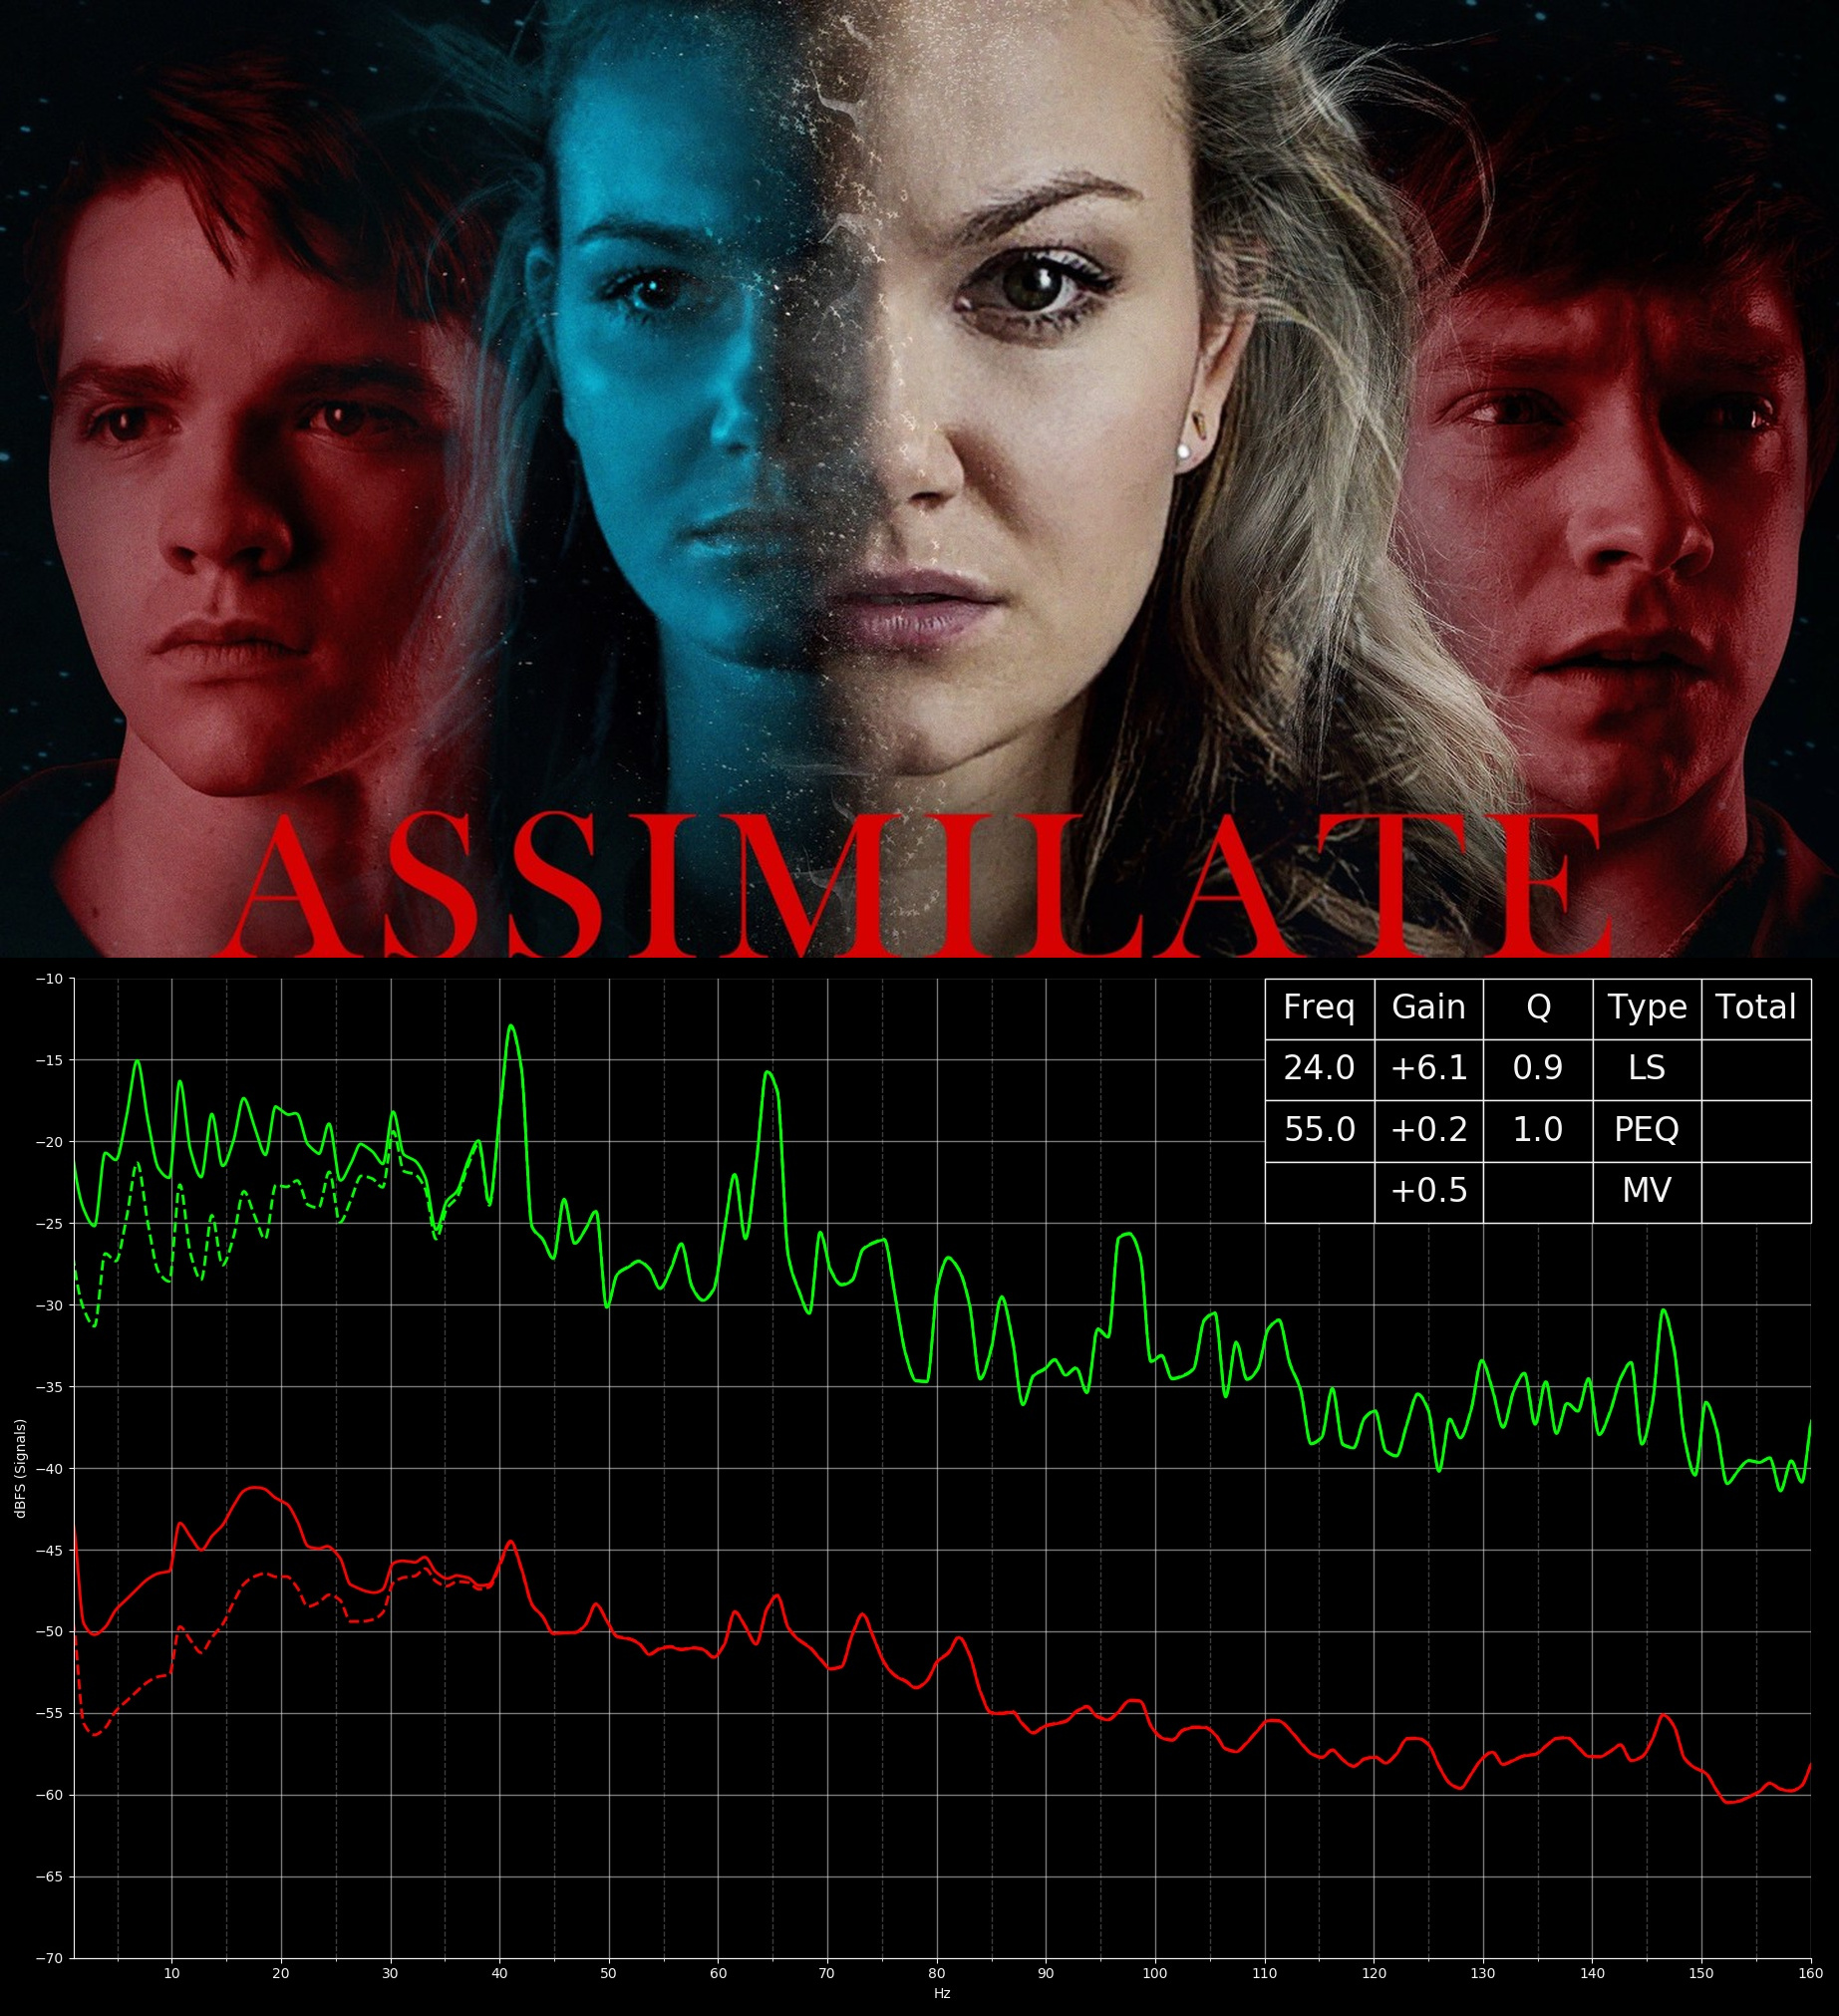 ASSIMILATE
Freq Gain Q Type Total
24.0 +6.1 0.9 LS
55.0 +0.2 1.0 PEQ
+0.5 MV
−10
−15
−20
−25
−30
−35
−40
−45
−50
−55
−60
−65
−70
dBFS (Signals)
10 20 30 40 50 60 70 80 90 100 110 120 130 140 150 160
Hz